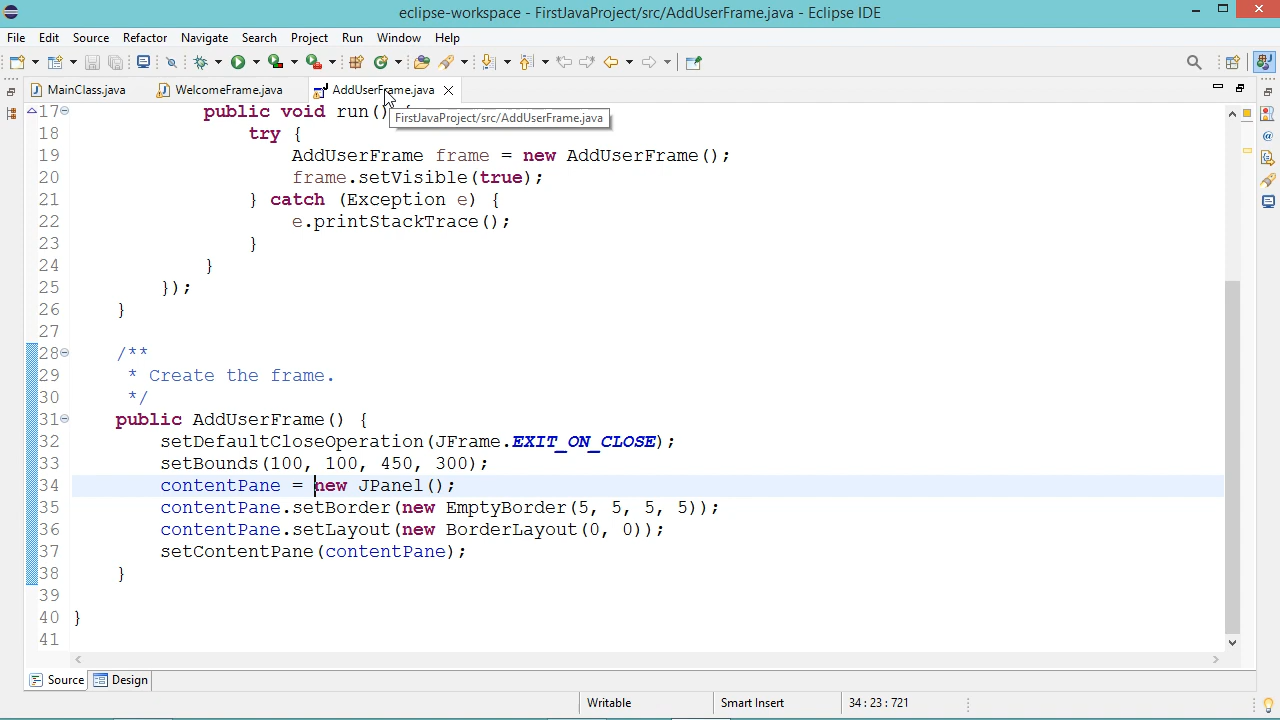 eclipse-workspace - FirstJavaProject/src/AddUserFrame.java - Eclipse IDE
File Edit Source Refactor Navigate Search Project Run Window Help
MainClass.java WelcomeFrame.java AddUserFrame.java
FirstJavaProject/src/AddUserFrame.java
17 public void run()
18 try {
19 AddUserFrame frame = new AddUserFrame();
20 frame.setVisible(true);
21 } catch (Exception e) {
22 e.printStackTrace();
23 }
24 }
25 });
26 }
27
28 /**
29 * Create the frame.
30 */
31 public AddUserFrame() {
32 setDefaultCloseOperation(JFrame.EXIT_ON_CLOSE);
33 setBounds(100, 100, 450, 300);
34 contentPane = new JPanel();
35 contentPane.setBorder(new EmptyBorder(5, 5, 5, 5));
36 contentPane.setLayout(new BorderLayout(0, 0));
37 setContentPane(contentPane);
38 }
39
40 }
41
Source Design
Writable Smart Insert 34 : 23 : 721